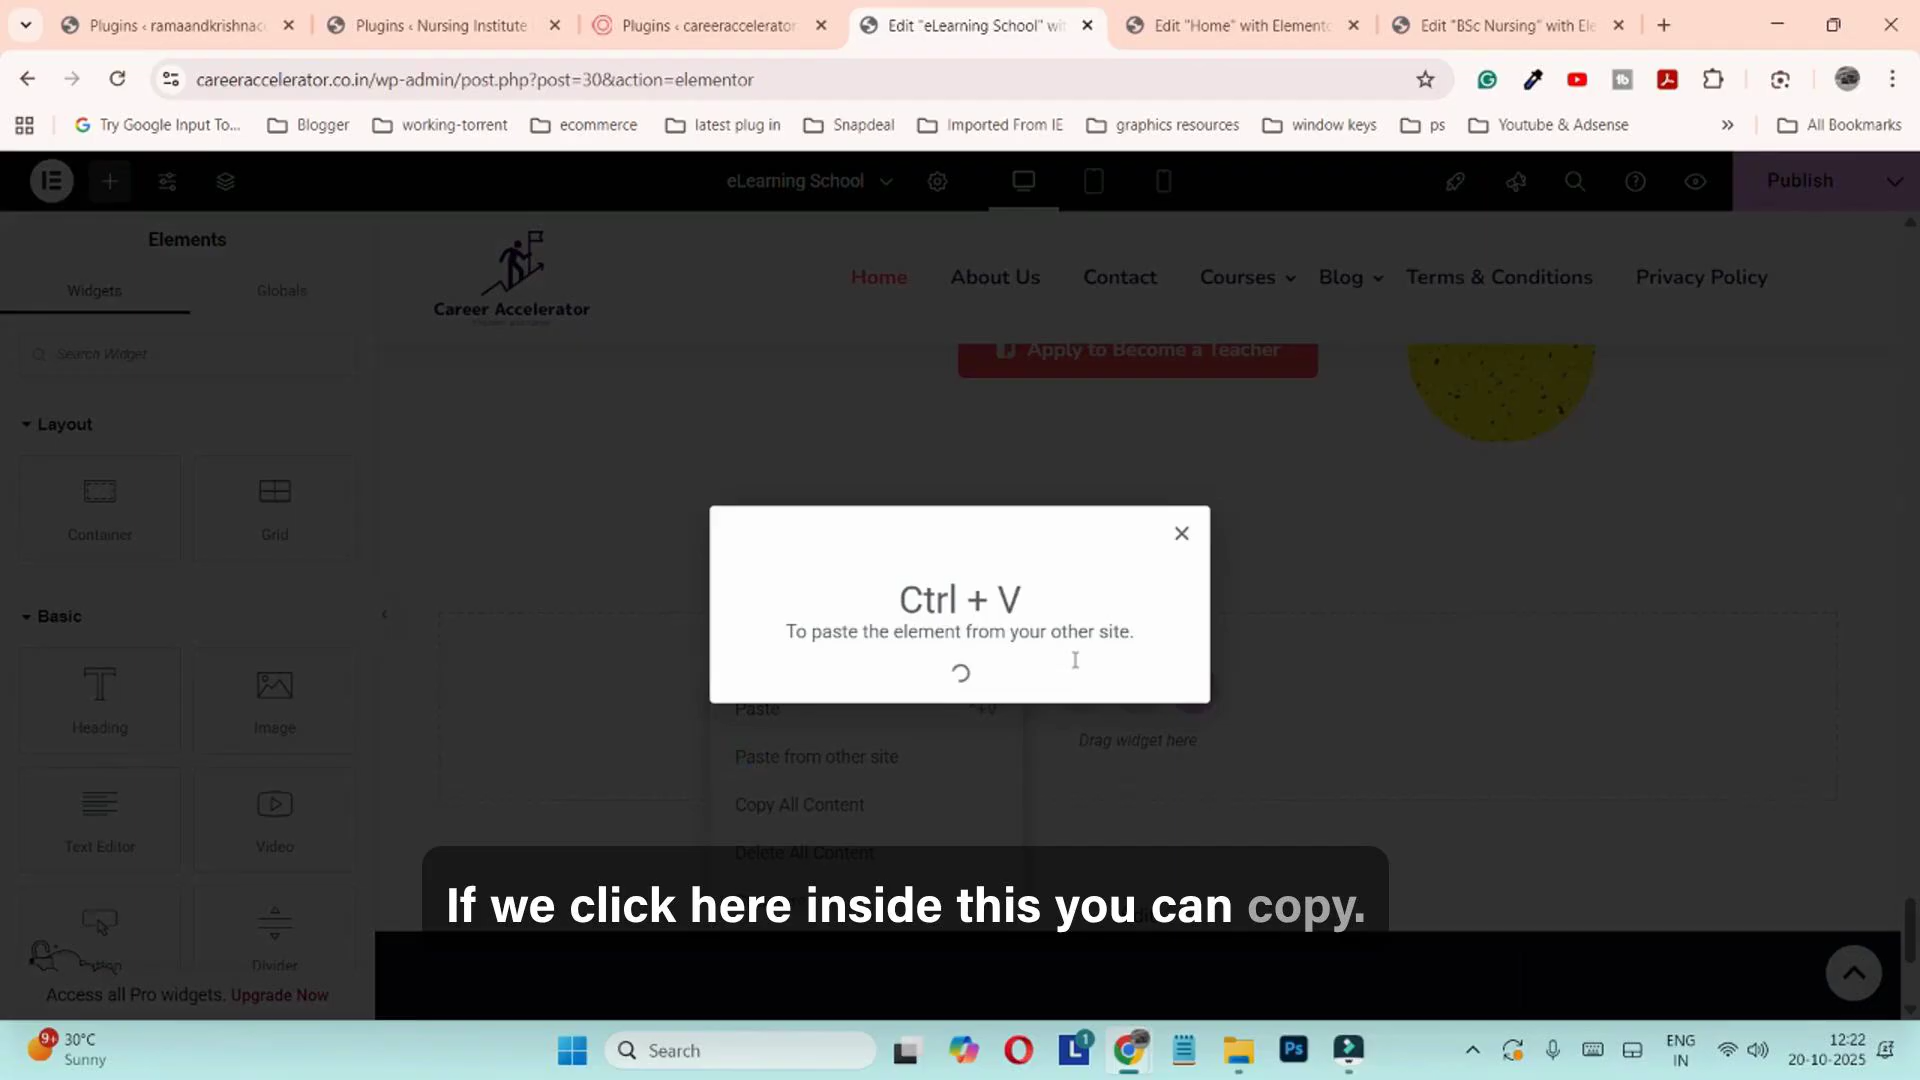 Plugins ‹ ramaandkrishnac
Plugins ‹ Nursing Institute
Plugins ‹ careeraccelerator
Edit "eLearning School" wi
Edit "Home" with Elemento
Edit "BSc Nursing" with Ele
careeraccelerator.co.in/wp-admin/post.php?post=30&action=elementor
Try Google Input To...
Blogger
working-torrent
ecommerce
latest plug in
Snapdeal
Imported From IE
graphics resources
window keys
ps
Youtube & Adsense
»
All Bookmarks
eLearning School
Publish
Elements
Widgets
Globals
Search Widget
Layout
Container
Grid
Basic
Heading
Image
Text Editor
Video
Divider
Access all Pro widgets. Upgrade Now
Career Accelerator
Home
About Us
Contact
Courses
Blog
Terms & Conditions
Privacy Policy
Apply to Become a Teacher
Ctrl + V
To paste the element from your other site.
Paste
^+V
Paste from other site
Copy All Content
Delete All Content
Drag widget here
If we click here inside this you can copy.
9+
30°C
Sunny
Search
1
Ps
ENG
IN
12:22
20-10-2025